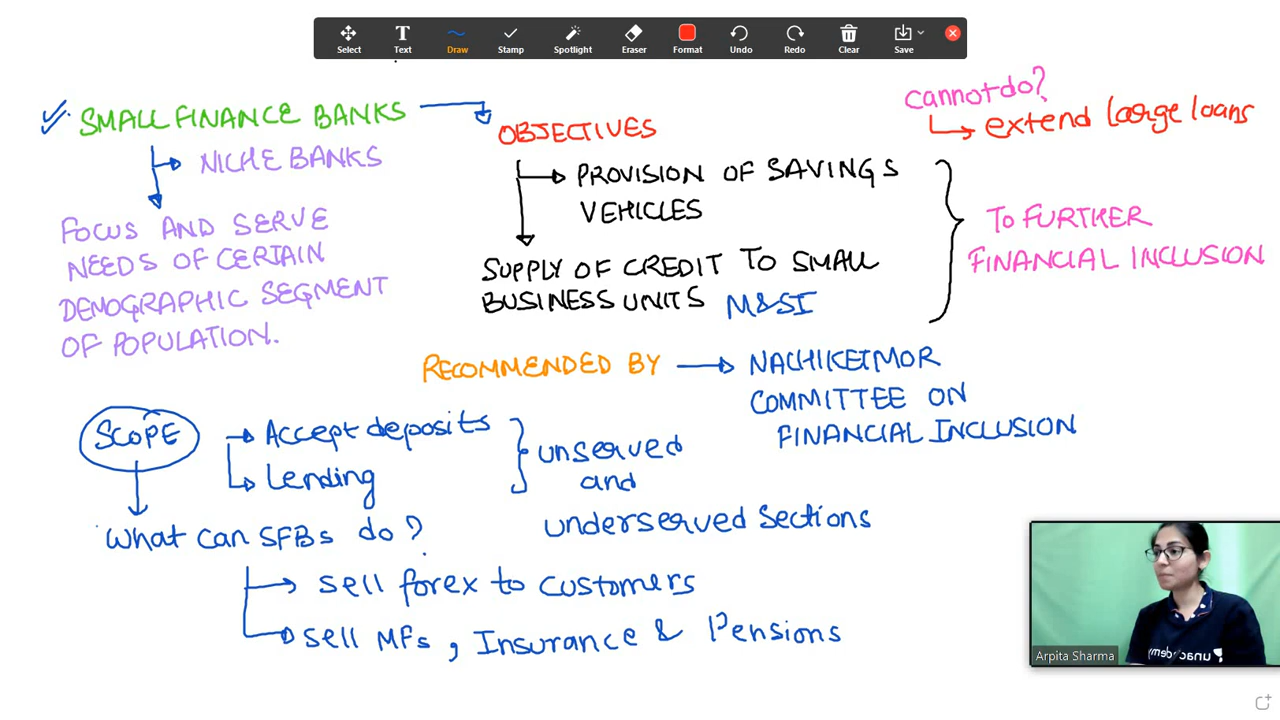 Select
Text
Draw
Stamp
Spotlight
Eraser
Format
Undo
Redo
Clear
Save
SMALL FINANCE BANKS
NICHE BANKS
FOCUS AND SERVE
NEEDS OF CERTAIN
DEMOGRAPHIC SEGMENT
OF POPULATION.
OBJECTIVES
PROVISION OF SAVINGS
VEHICLES
SUPPLY OF CREDIT TO SMALL
BUSINESS UNITS M&SI
cannot do?
extend large loans
TO FURTHER
FINANCIAL INCLUSION
RECOMMENDED BY
NACHIKETMOR
COMMITTEE ON
FINANCIAL INCLUSION
SCOPE
Accept deposits
Lending
unserved
and
underserved sections
What can SFBs do?
sell forex to customers
sell MFs, Insurance & Pensions
unacademy
Arpita Sharma